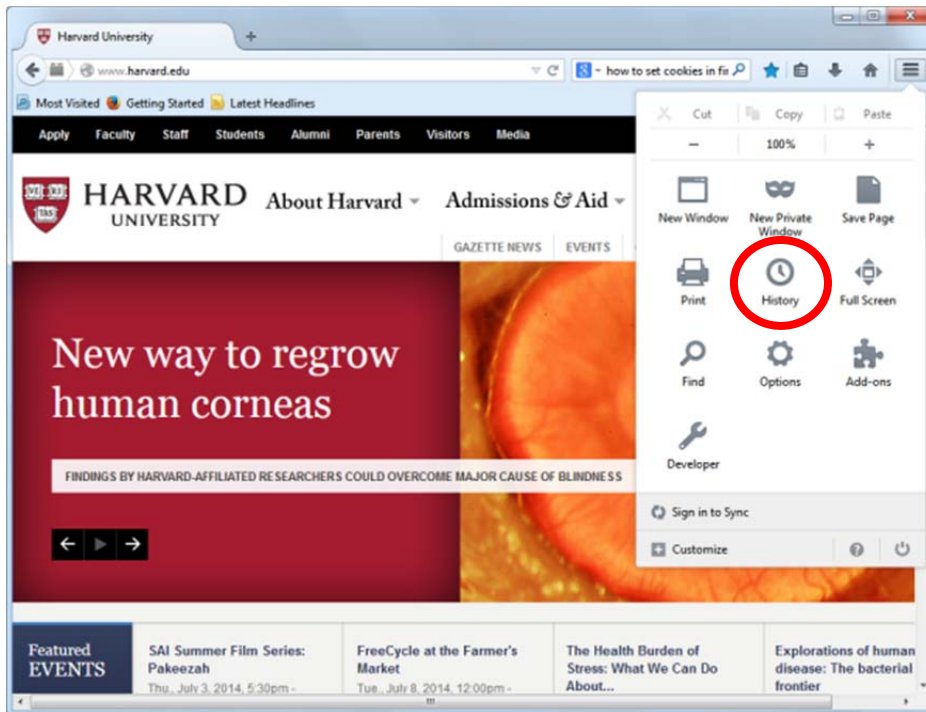 Harvard University
www.harvard.edu
how to set cookies in fir
Most Visited Getting Started Latest Headlines
Apply Faculty Staff Students Alumni Parents Visitors Media
HARVARD
UNIVERSITY
About Harvard Admissions & Aid
GAZETTE NEWS EVENTS
New way to regrow
human corneas
FINDINGS BY HARVARD-AFFILIATED RESEARCHERS COULD OVERCOME MAJOR CAUSE OF BLINDNESS
Cut Copy Paste
− 100% +
New Window
New Private
Window
Save Page
Print History Full Screen
Find Options Add-ons
Developer
Sign in to Sync
Customize
Featured
EVENTS
SAI Summer Film Series:
Pakeezah
Thu., July 3, 2014, 5:30pm -
FreeCycle at the Farmer's
Market
Tue., July 8, 2014, 12:00pm -
The Health Burden of
Stress: What We Can Do
About...
Explorations of human
disease: The bacterial
frontier